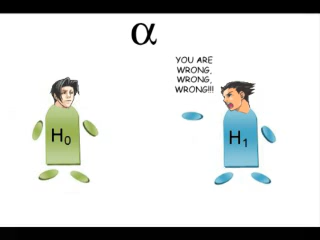 α
YOU ARE
WRONG,
WRONG,
WRONG!!!
H₀
H₁